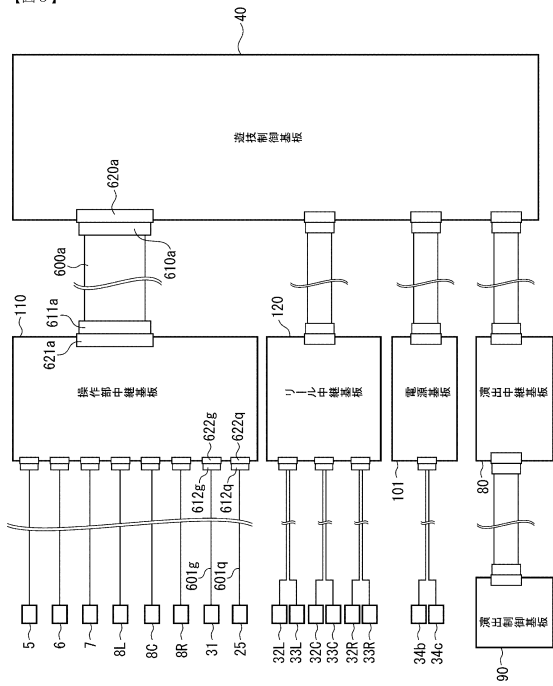 40
遊技制御基板
620a
600a
610a
110
611a
621a
120
操作部中継基板
リール中継基板
電源基板
演出中継基板
622g
622q
612g
612q
101
80
601g
601q
演出制御基板
5
6
7
8L
8C
8R
31
25
32L
33L
32C
33C
32R
33R
34b
34c
90